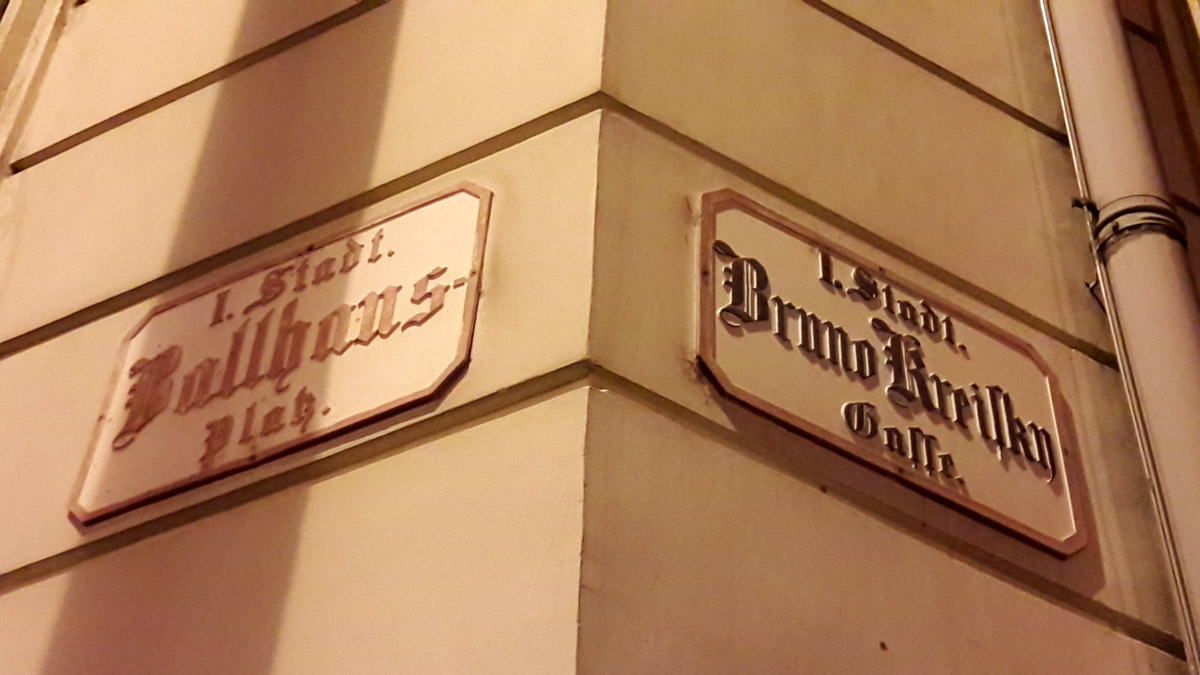 I. Stadt.
Ballhaus-
Platz.
I. Stadt.
Bruno Kreiſky
Gaſſe.